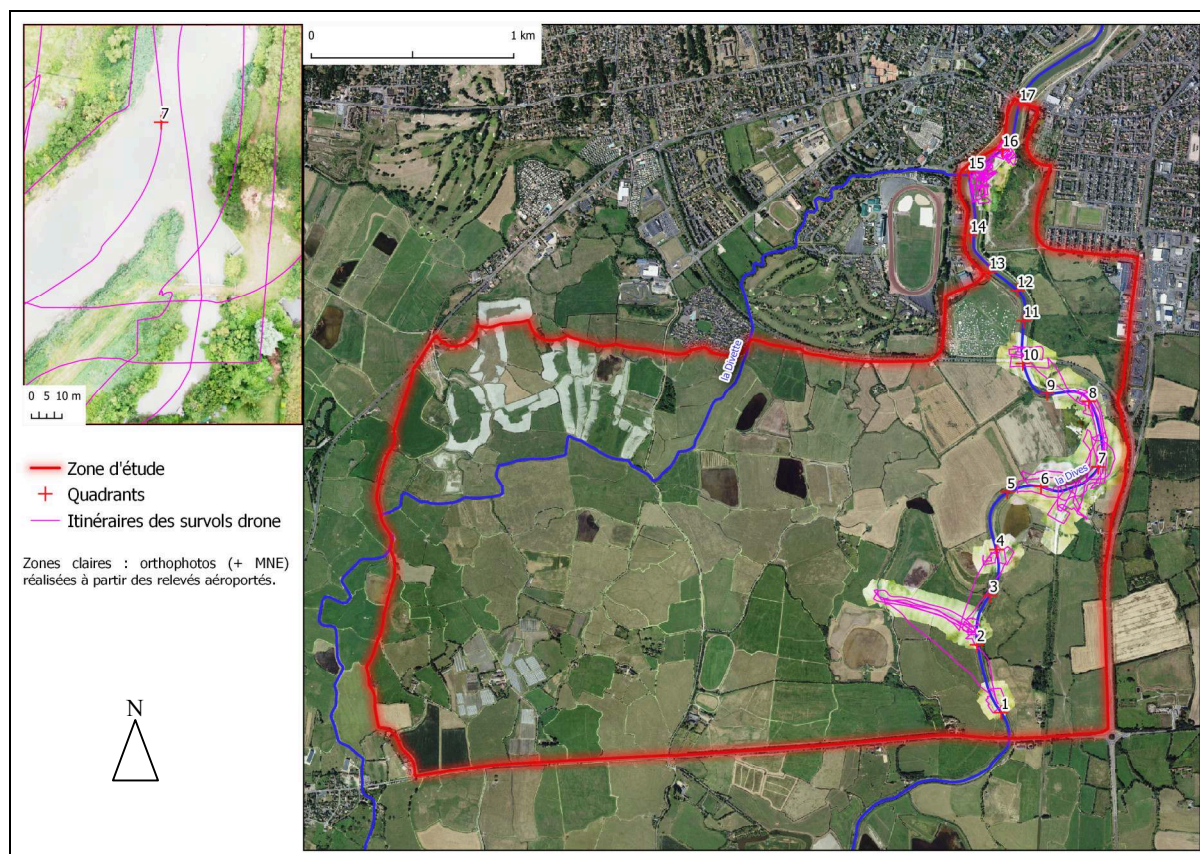 7
0 5 10 m
Zone d'étude
Quadrants
Itinéraires des survols drone
Zones claires : orthophotos (+ MNE)
réalisées à partir des relevés aéroportés.
N
0 1 km
17
16
15
14
13
12
11
10
9
8
7
la Dives
6
5
4
3
2
1
la Divette